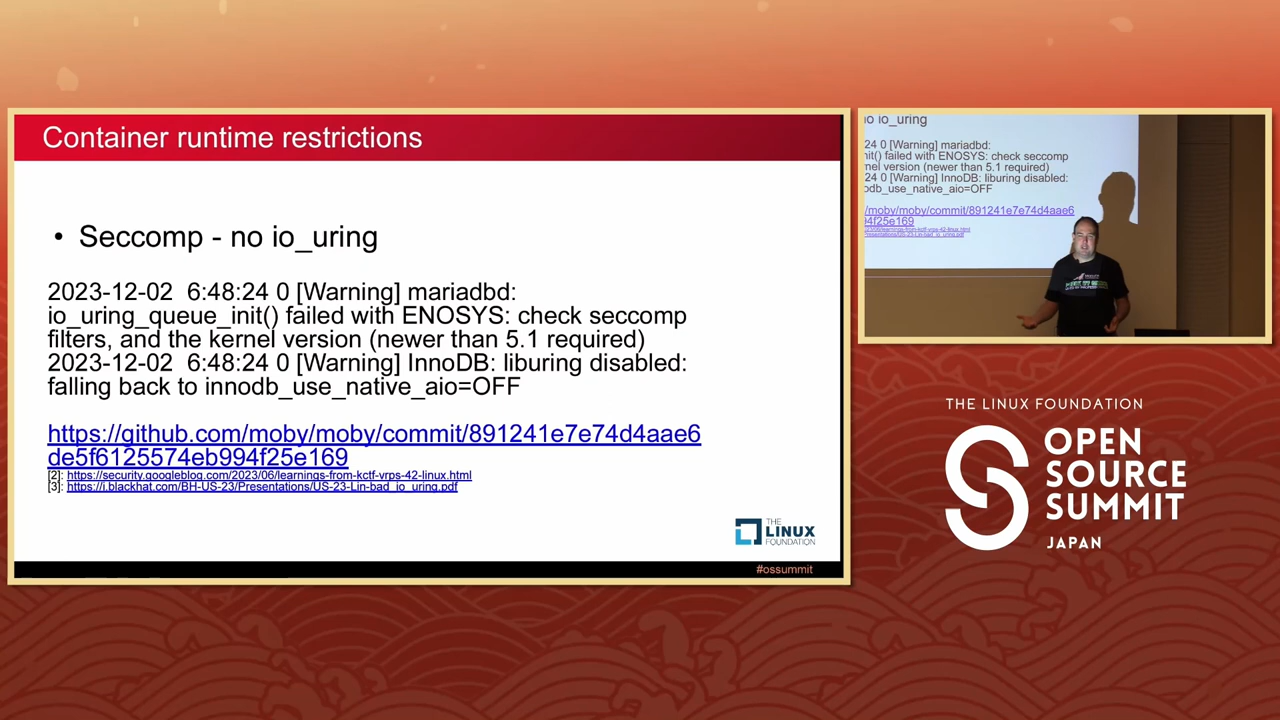 Container runtime restrictions
• Seccomp - no io_uring
2023-12-02 6:48:24 0 [Warning] mariadbd:
io_uring_queue_init() failed with ENOSYS: check seccomp
filters, and the kernel version (newer than 5.1 required)
2023-12-02 6:48:24 0 [Warning] InnoDB: liburing disabled:
falling back to innodb_use_native_aio=OFF
https://github.com/moby/moby/commit/891241e7e74d4aae6
de5f6125574eb994f25e169
[2]: https://security.googleblog.com/2023/06/learnings-from-kctf-vrps-42-linux.html
[3]: https://i.blackhat.com/BH-US-23/Presentations/US-23-Lin-bad_io_uring.pdf
THE
LINUX
FOUNDATION
#ossummit
no io_uring
24 0 [Warning] mariadbd:
nit() failed with ENOSYS: check seccomp
nel version (newer than 5.1 required)
24 0 [Warning] InnoDB: liburing disabled:
odb_use_native_aio=OFF
/moby/moby/commit/891241e7e74d4aae6
94f25e169
THE LINUX FOUNDATION
OPEN
SOURCE
SUMMIT
JAPAN